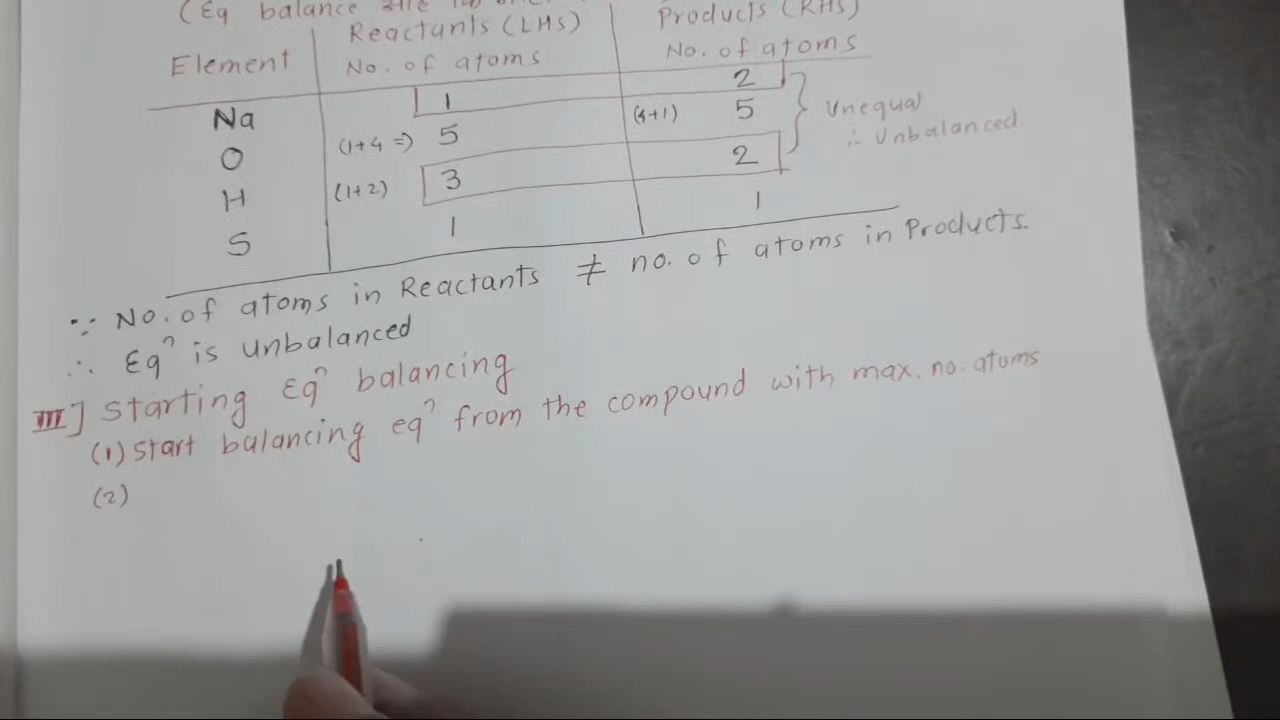 (Eq balance
Reactants (LHS) Products (RHS)
Element No. of atoms No. of atoms
Na 1 2
O (1+4 =) 5 (4+1) 5
H (1+2) 3 2
S 1 1
} Unequal
∴ Unbalanced
∵ No. of atoms in Reactants ≠ no. of atoms in Products.
∴ Eqⁿ is unbalanced
III] Starting Eqⁿ balancing
(1) Start balancing eqⁿ from the compound with max. no. atoms
(2)